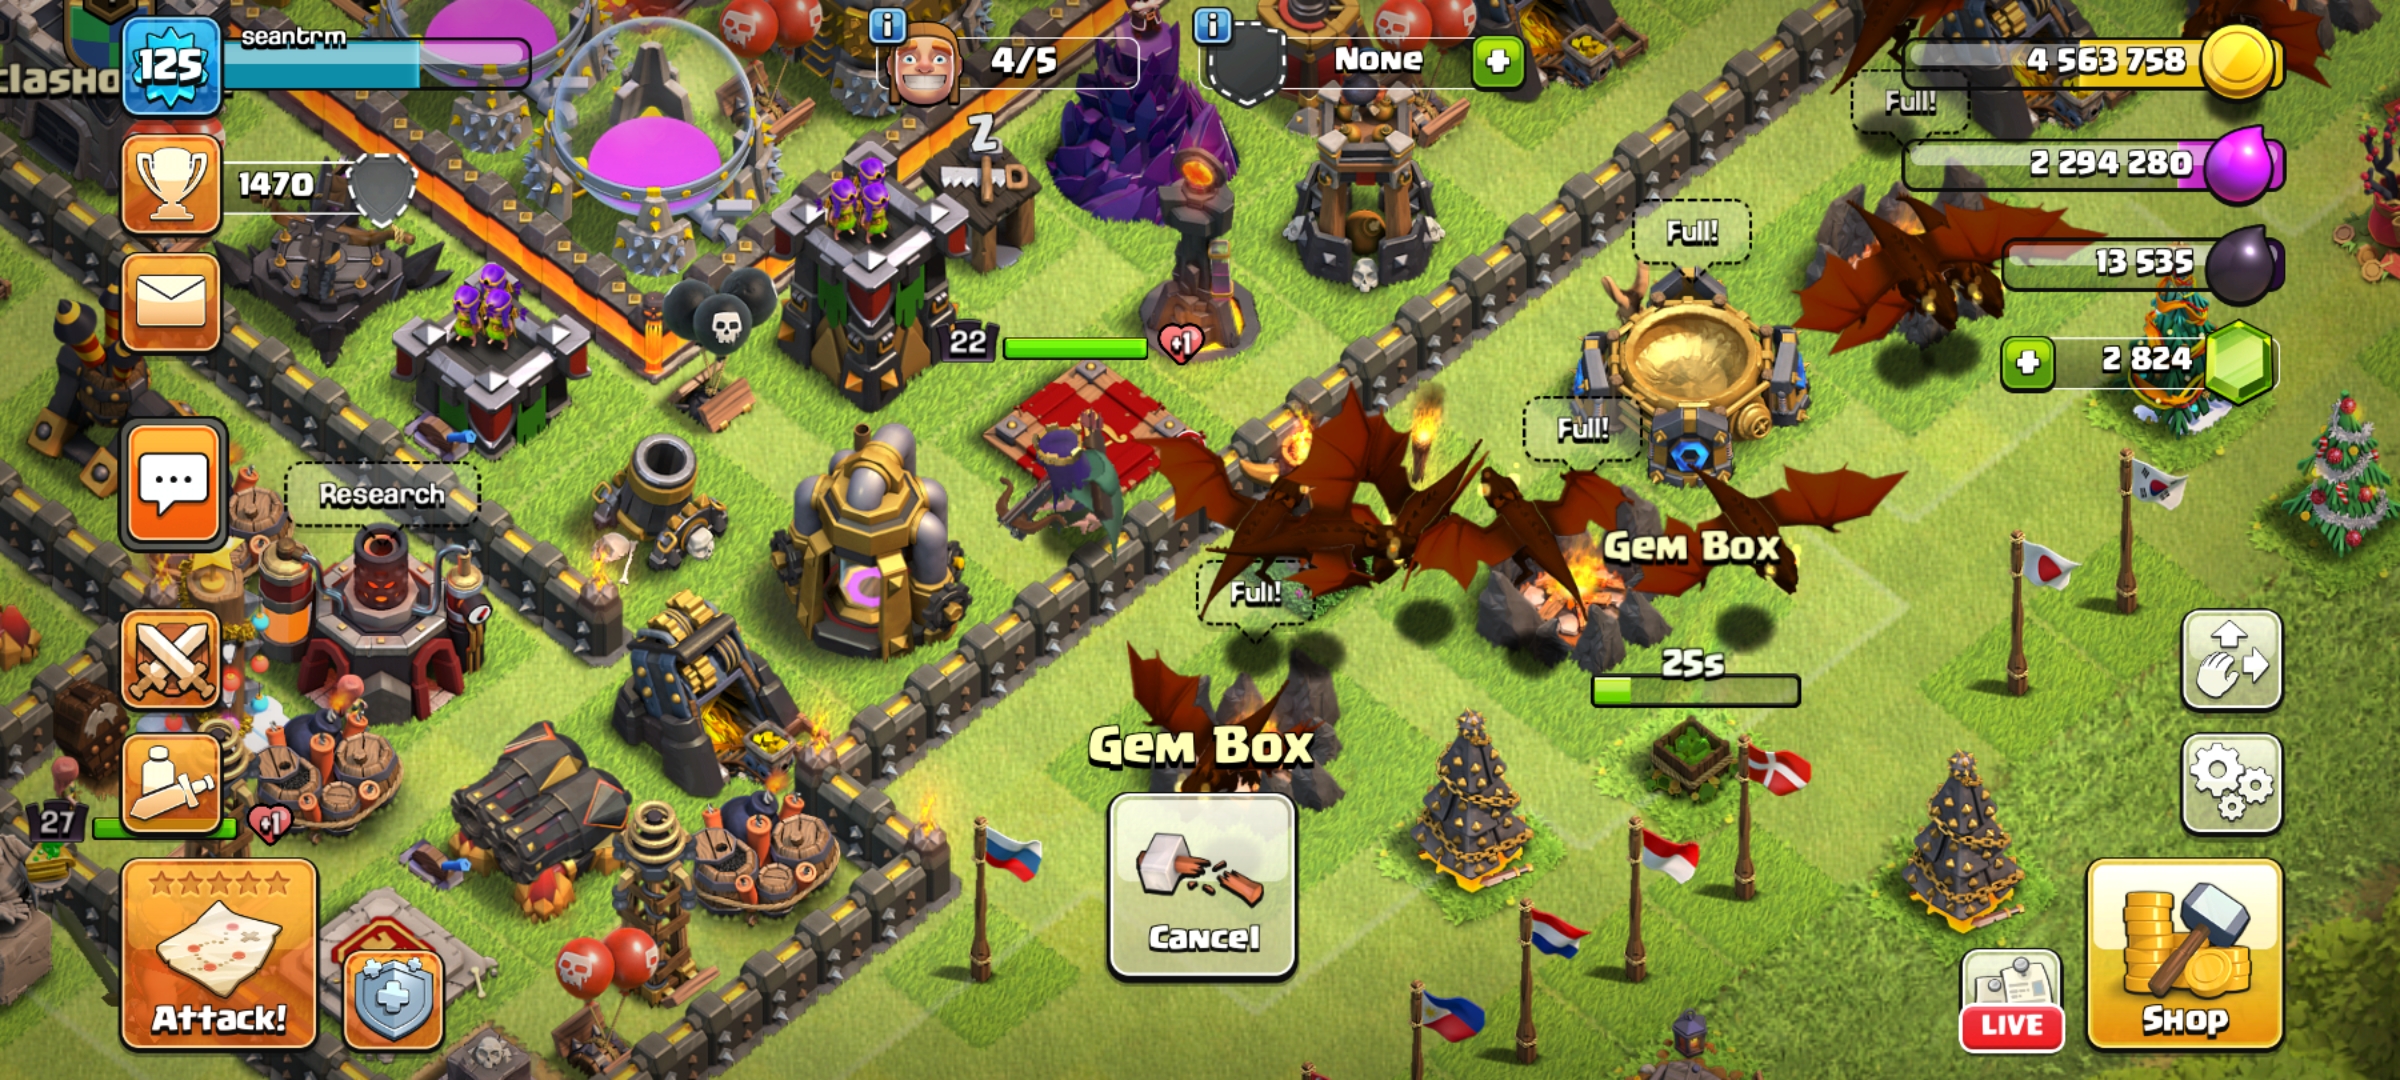 seantrm
125
4/5
None
4 563 758
clasho
Full!
Z
2 294 280
1470
Full!
13 535
22
+1
2 824
Full!
Research
Gem Box
Full!
25s
Gem Box
27
+1
Cancel
Attack!
LIVE
Shop